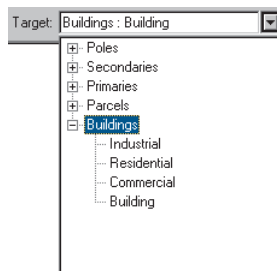 Target: Buildings : Building
Poles
Secondaries
Primaries
Parcels
Buildings
Industrial
Residential
Commercial
Building